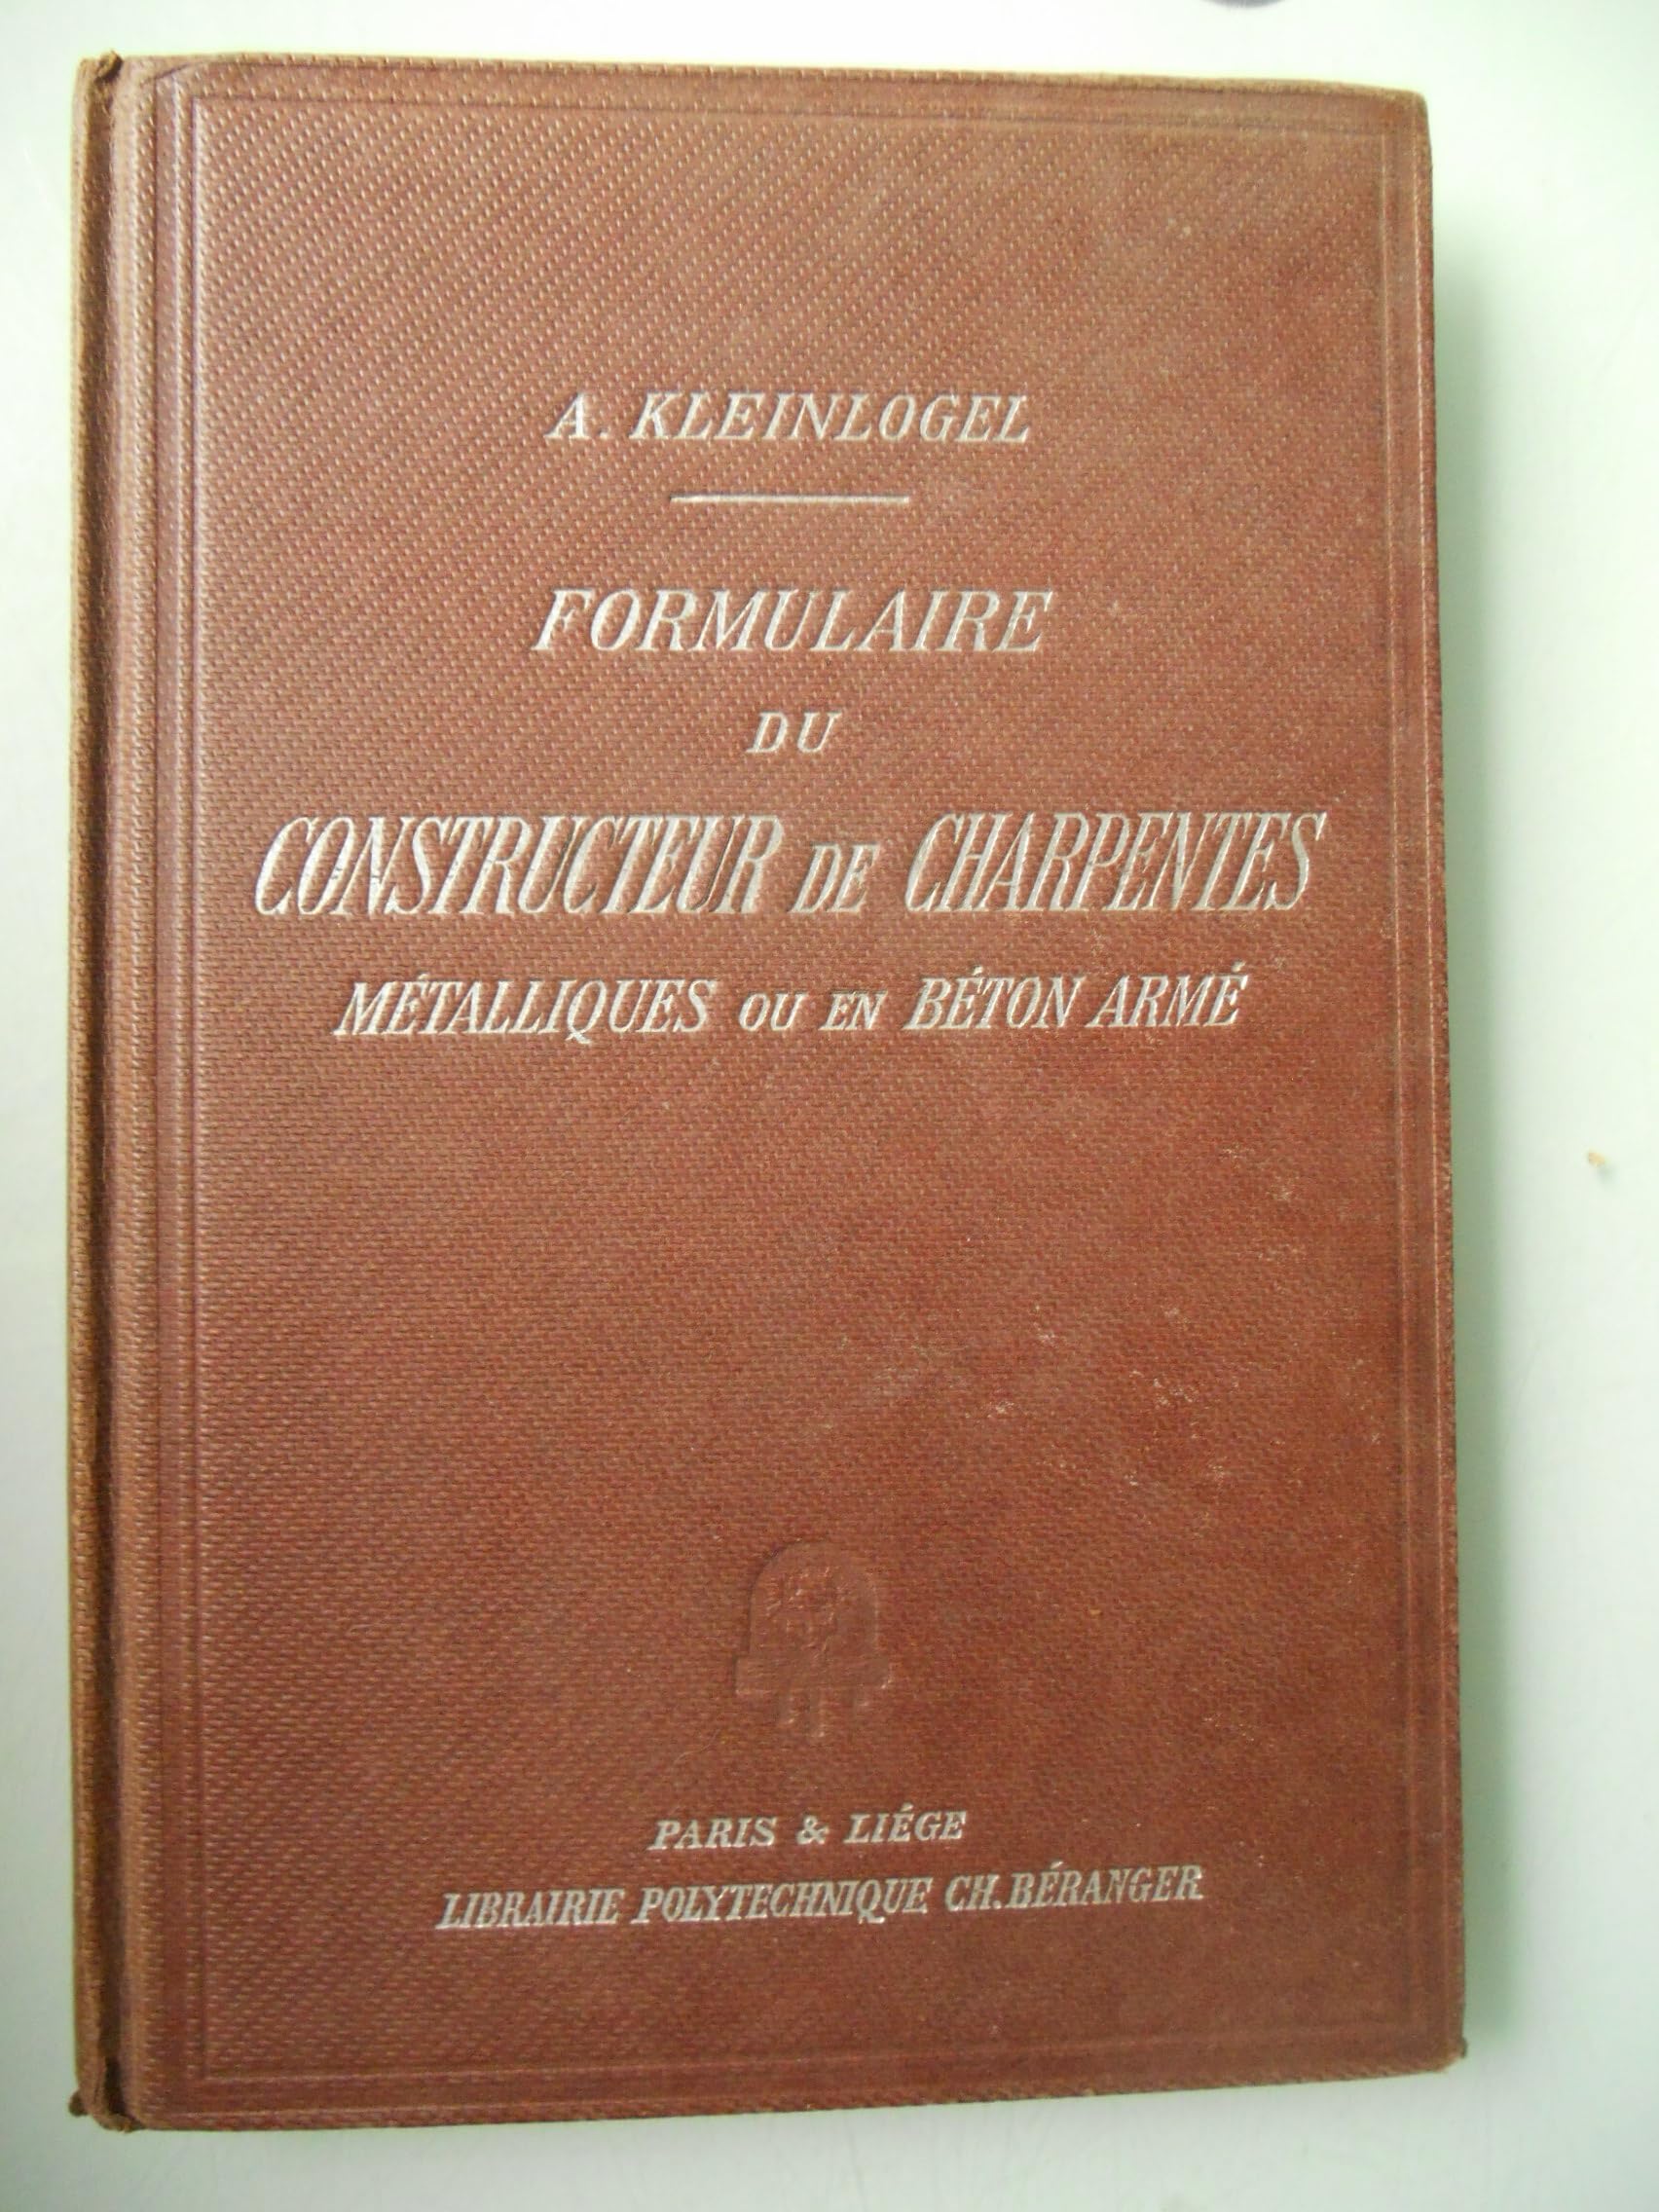 A. KLEINLOGEL
FORMULAIRE
DU
CONSTRUCTEUR DE CHARPENTES
MÉTALLIQUES OU EN BÉTON ARMÉ
PARIS & LIÉGE
LIBRAIRIE POLYTECHNIQUE CH. BÉRANGER